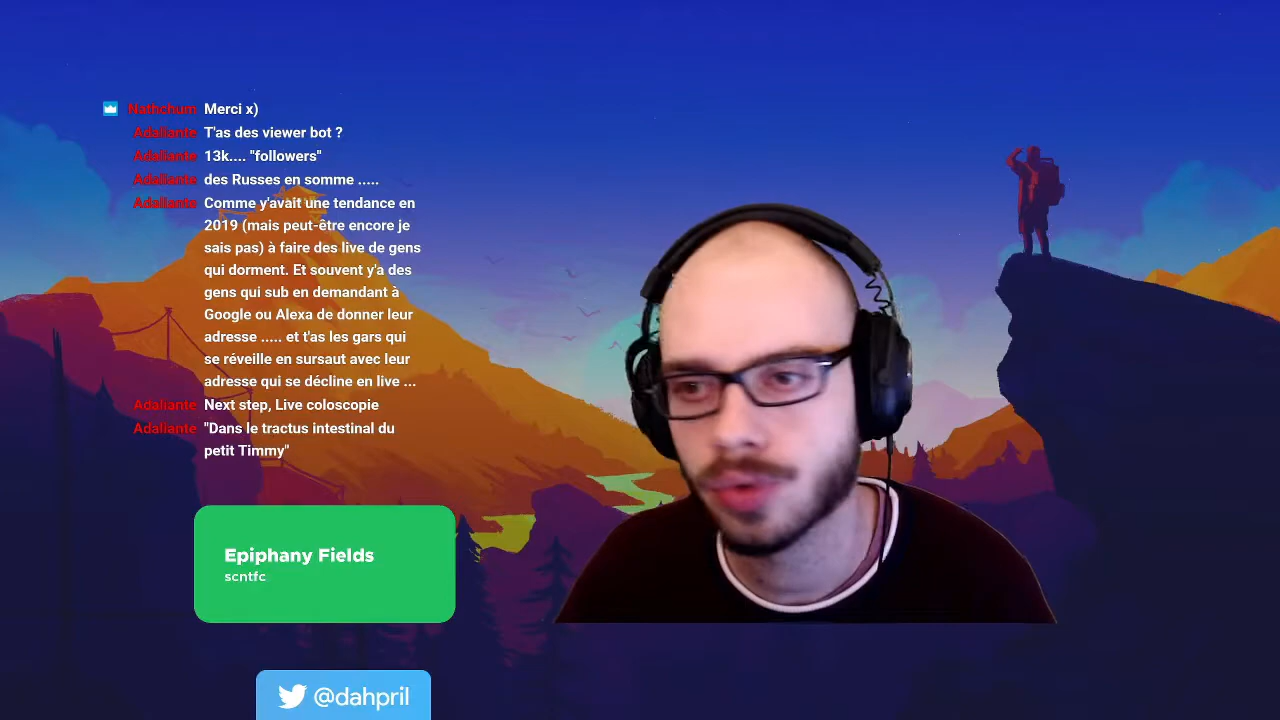 Nathchum Merci x)
Adaliante T'as des viewer bot ?
Adaliante 13k.... "followers"
Adaliante des Russes en somme .....
Adaliante Comme y'avait une tendance en
2019 (mais peut-être encore je
sais pas) à faire des live de gens
qui dorment. Et souvent y'a des
gens qui sub en demandant à
Google ou Alexa de donner leur
adresse ..... et t'as les gars qui
se réveille en sursaut avec leur
adresse qui se décline en live ...
Adaliante Next step, Live coloscopie
Adaliante "Dans le tractus intestinal du
petit Timmy"
Epiphany Fields
scntfc
@dahpril